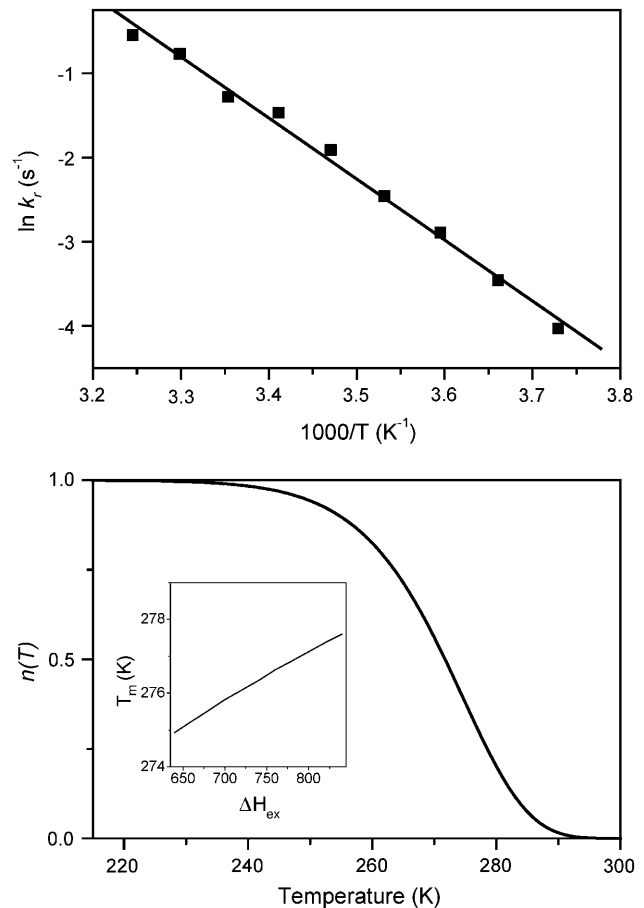 -1
-2
-3
-4
ln k_r (s^-1)
3.2 3.3 3.4 3.5 3.6 3.7 3.8
1000/T (K^-1)
1.0
0.5
0.0
n(T)
278
276
274
T_m (K)
650 700 750 800
ΔH_ex
220 240 260 280 300
Temperature (K)